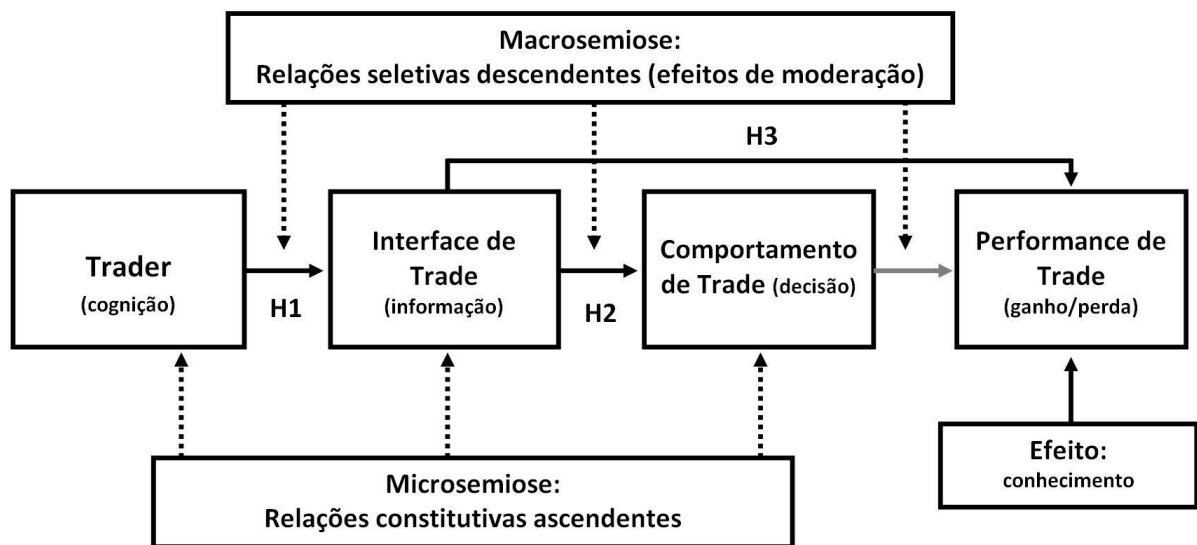 Macrosemiose:
Relações seletivas descendentes (efeitos de moderação)
H3
Trader
(cognição)
H1
Interface de
Trade
(informação)
H2
Comportamento
de Trade (decisão)
Performance de
Trade
(ganho/perda)
Microsemiose:
Relações constitutivas ascendentes
Efeito:
conhecimento